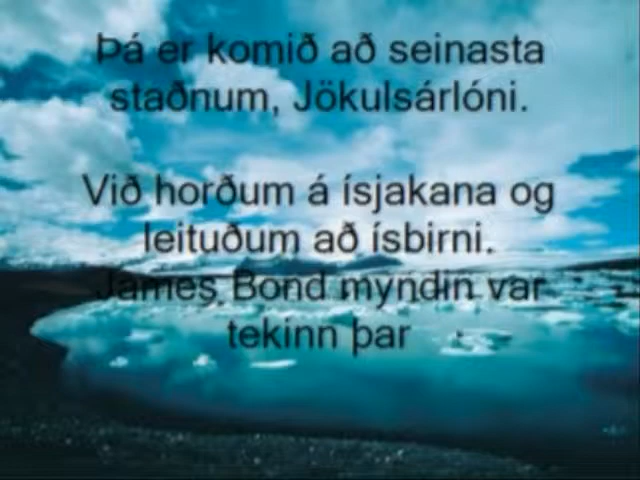 Þá er komið að seinasta
staðnum, Jökulsárlóni.
Við horðum á ísjakana og
leituðum að ísbirni.
James Bond myndin var
tekinn þar